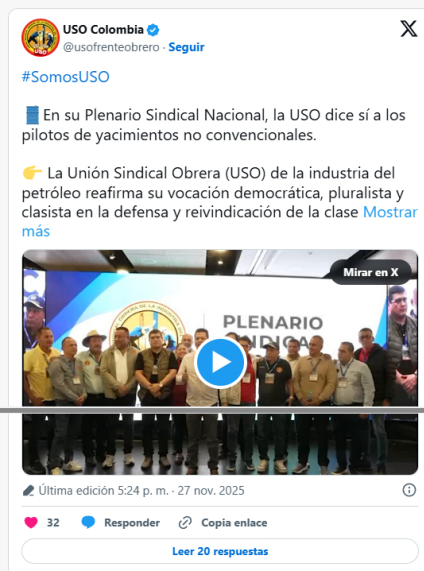 USO Colombia
@usofrenteobrero · Seguir
#SomosUSO
🛢️En su Plenario Sindical Nacional, la USO dice sí a los
pilotos de yacimientos no convencionales.
👉 La Unión Sindical Obrera (USO) de la industria del
petróleo reafirma su vocación democrática, pluralista y
clasista en la defensa y reivindicación de la clase Mostrar
más
Mirar en X
PLENARIO
USO
Última edición 5:24 p. m. · 27 nov. 2025
32 Responder Copia enlace
Leer 20 respuestas